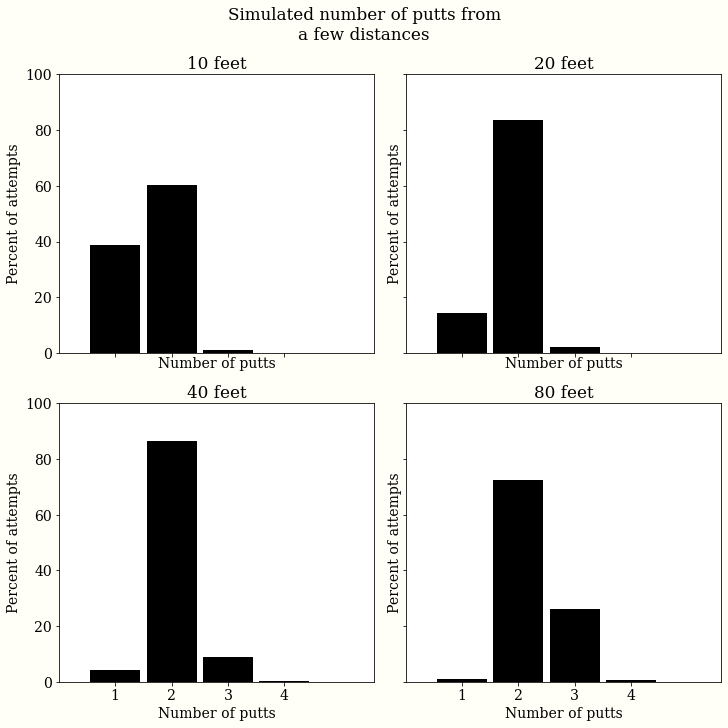 Simulated number of putts from
a few distances
10 feet
100
80
60
40
20
0
Percent of attempts
Number of putts
20 feet
Percent of attempts
Number of putts
40 feet
100
80
60
40
20
0
Percent of attempts
1 2 3 4
Number of putts
80 feet
Percent of attempts
1 2 3 4
Number of putts